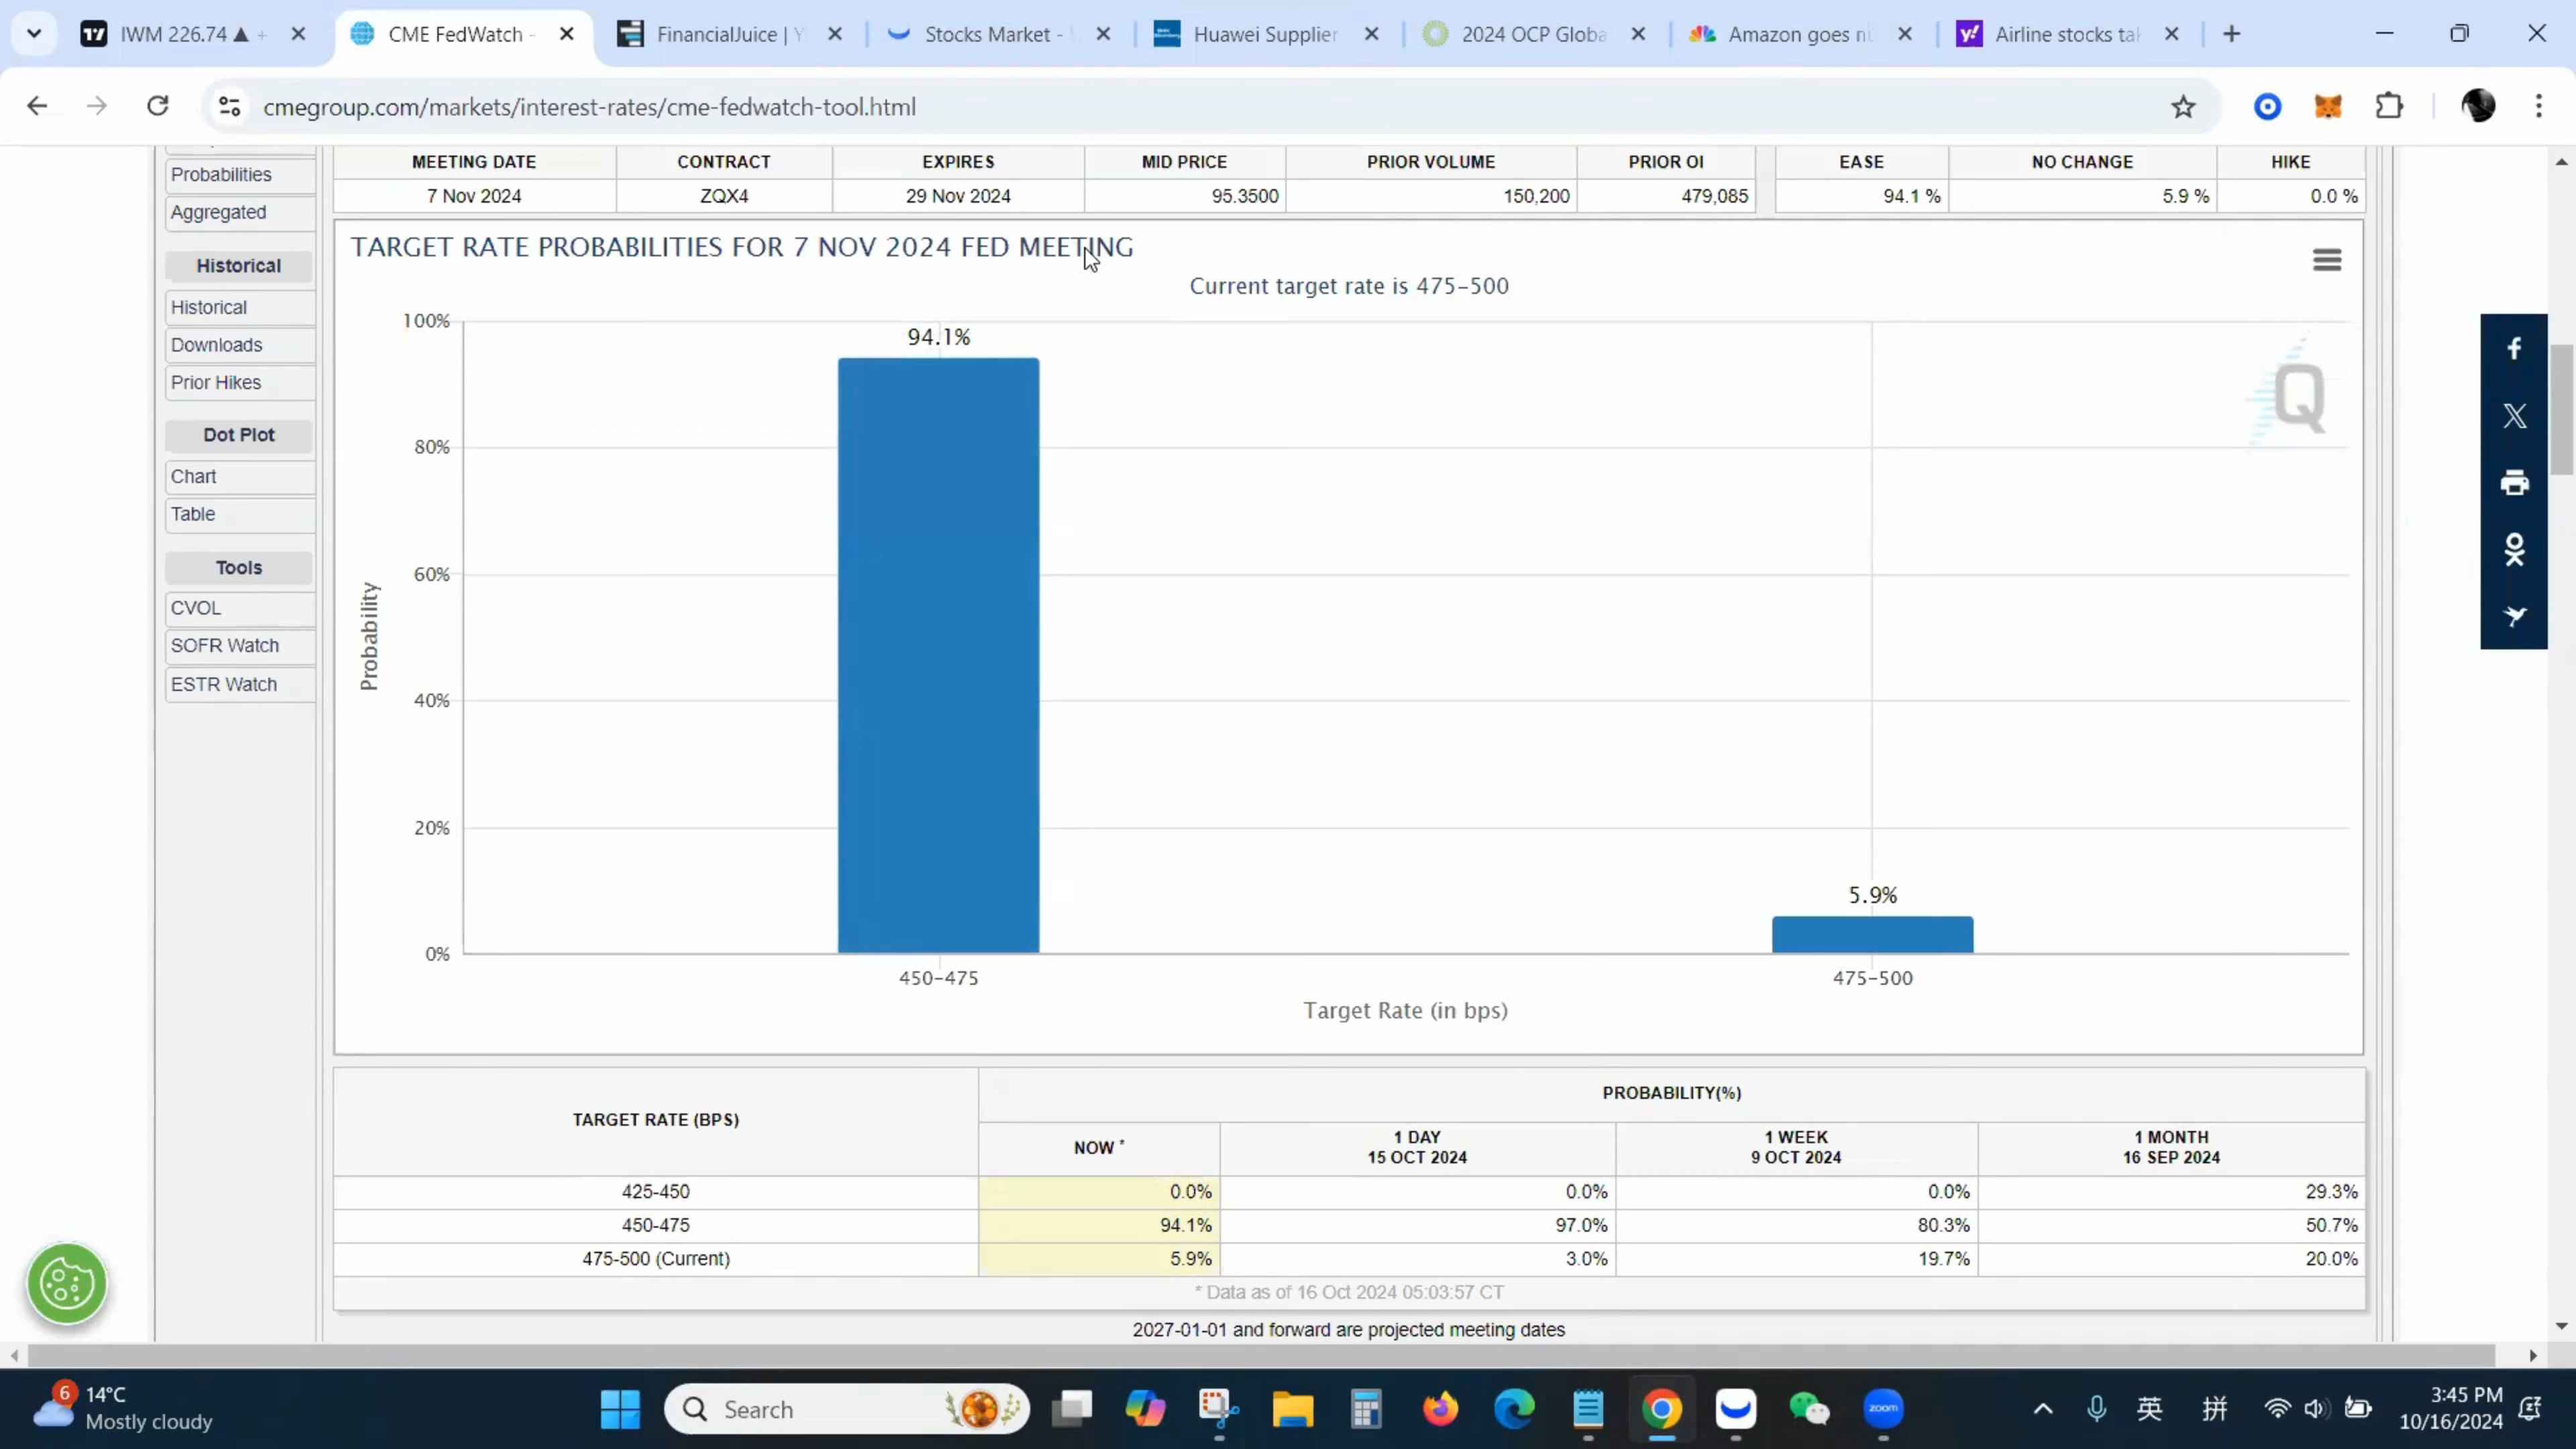 IWM 226.74 ▲ +
CME FedWatch -
FinancialJuice | Y
Stocks Market -
Huawei Supplier
2024 OCP Globa
Amazon goes nu
Airline stocks tak
cmegroup.com/markets/interest-rates/cme-fedwatch-tool.html
Probabilities
Aggregated
Historical
Historical
Downloads
Prior Hikes
Dot Plot
Chart
Table
Tools
CVOL
SOFR Watch
ESTR Watch
MEETING DATE CONTRACT EXPIRES MID PRICE PRIOR VOLUME PRIOR OI EASE NO CHANGE HIKE
7 Nov 2024 ZQX4 29 Nov 2024 95.3500 150,200 479,085 94.1 % 5.9 % 0.0 %
TARGET RATE PROBABILITIES FOR 7 NOV 2024 FED MEETING
Current target rate is 475-500
100%
80%
60%
40%
20%
0%
Probability
94.1%
5.9%
450-475 475-500
Target Rate (in bps)
Q
TARGET RATE (BPS) PROBABILITY(%)
NOW * 1 DAY 1 WEEK 1 MONTH
15 OCT 2024 9 OCT 2024 16 SEP 2024
425-450 0.0% 0.0% 0.0% 29.3%
450-475 94.1% 97.0% 80.3% 50.7%
475-500 (Current) 5.9% 3.0% 19.7% 20.0%
* Data as of 16 Oct 2024 05:03:57 CT
2027-01-01 and forward are projected meeting dates
6
14°C
Mostly cloudy
Search
zoom
英
拼
3:45 PM
10/16/2024